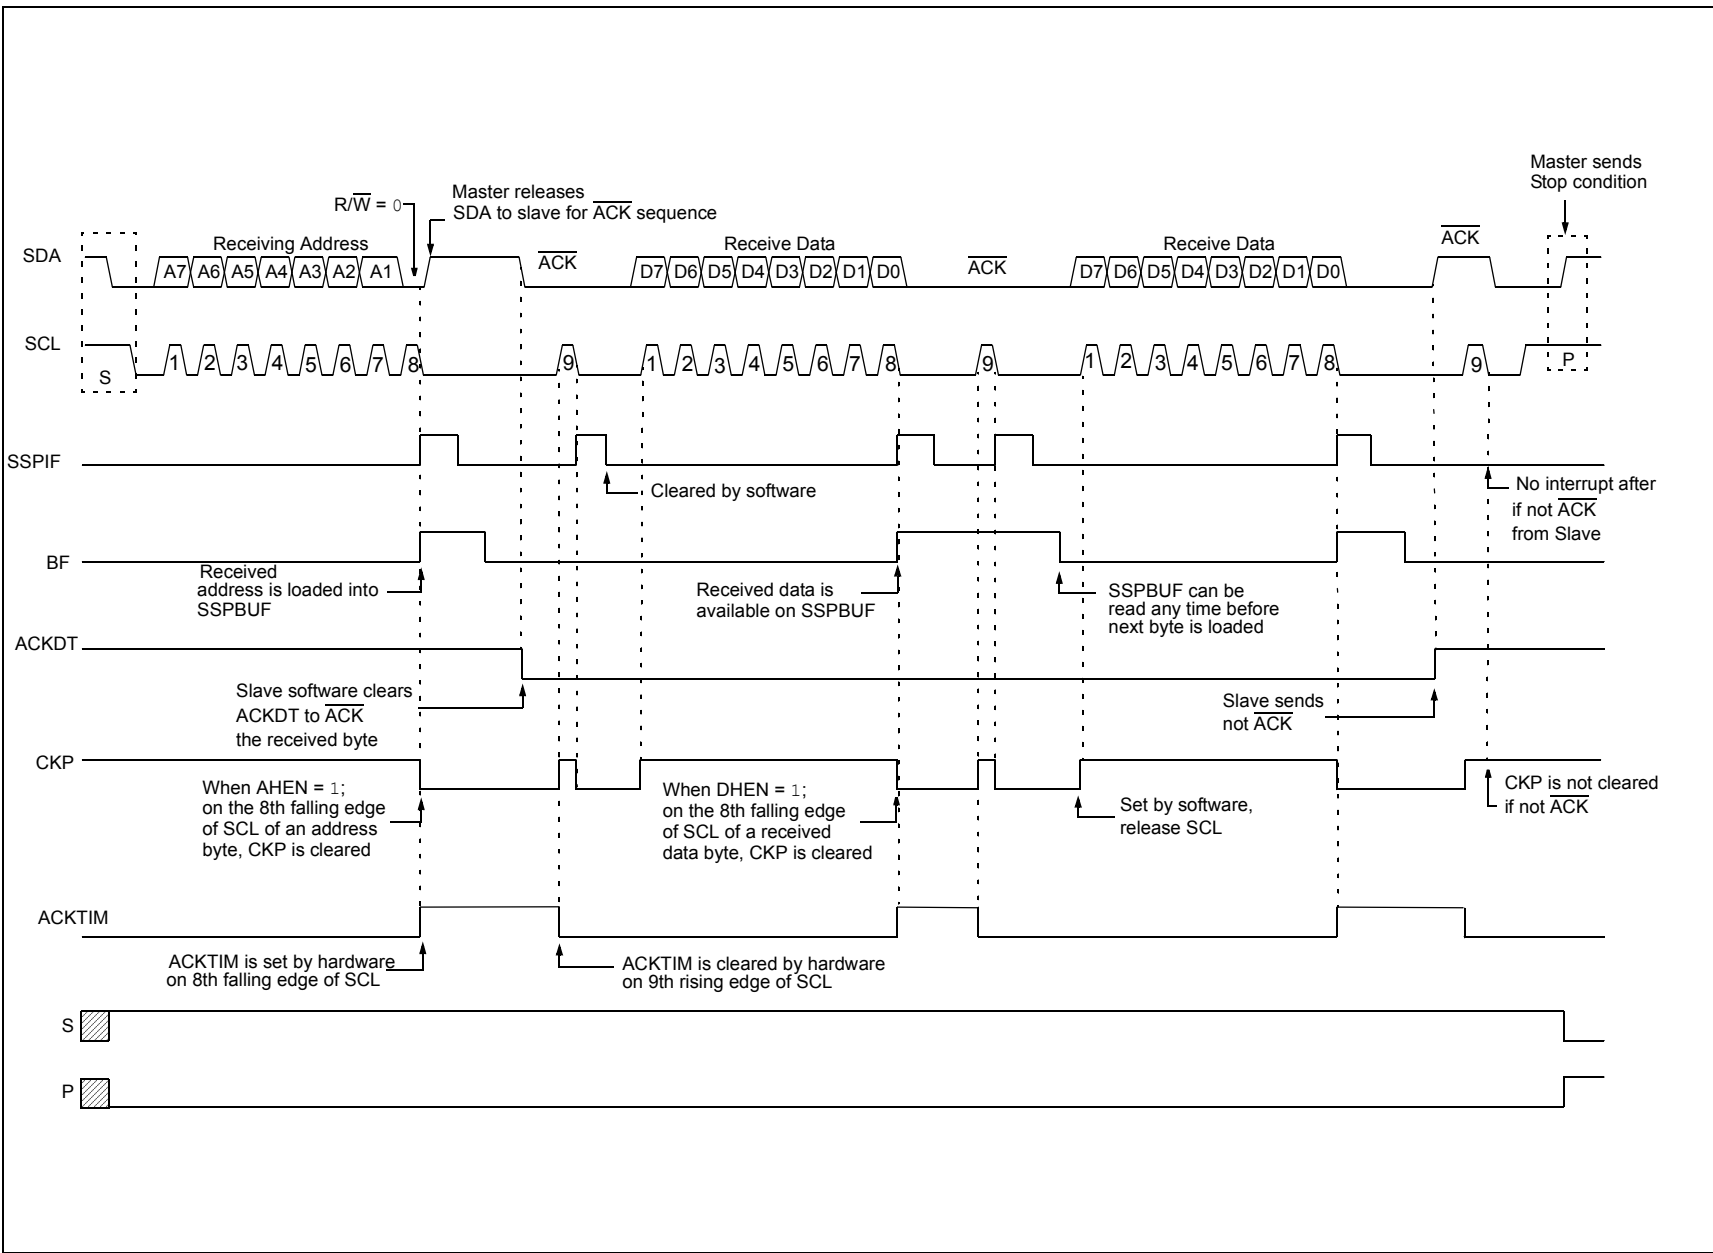 Master sends
Stop condition
R/W̅ = 0
Master releases
SDA to slave for A̅C̅K̅ sequence
SDA
Receiving Address
A̅C̅K̅
Receive Data
A̅C̅K̅
Receive Data
A̅C̅K̅
A7 A6 A5 A4 A3 A2 A1
D7 D6 D5 D4 D3 D2 D1 D0
D7 D6 D5 D4 D3 D2 D1 D0
SCL
S
1 2 3 4 5 6 7 8 9
1 2 3 4 5 6 7 8 9
1 2 3 4 5 6 7 8 9
P
SSPIF
Cleared by software
No interrupt after
if not A̅C̅K̅
from Slave
BF
Received
address is loaded into
SSPBUF
Received data is
available on SSPBUF
SSPBUF can be
read any time before
next byte is loaded
ACKDT
Slave software clears
ACKDT to A̅C̅K̅
the received byte
Slave sends
not A̅C̅K̅
CKP
When AHEN = 1;
on the 8th falling edge
of SCL of an address
byte, CKP is cleared
When DHEN = 1;
on the 8th falling edge
of SCL of a received
data byte, CKP is cleared
Set by software,
release SCL
CKP is not cleared
if not A̅C̅K̅
ACKTIM
ACKTIM is set by hardware
on 8th falling edge of SCL
ACKTIM is cleared by hardware
on 9th rising edge of SCL
S
P